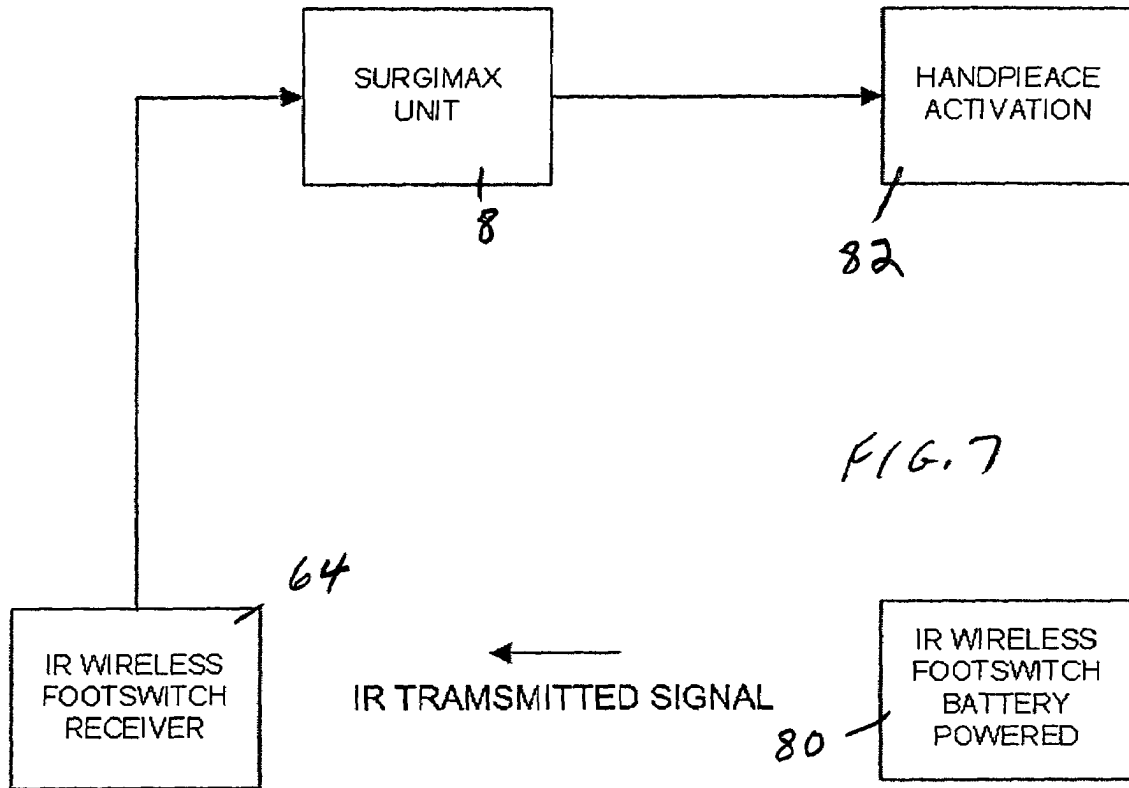 SURGIMAX
UNIT
HANDPIEACE
ACTIVATION
8
82
FIG. 7
64
IR WIRELESS
FOOTSWITCH
RECEIVER
IR TRAMSMITTED SIGNAL
IR WIRELESS
FOOTSWITCH
BATTERY
POWERED
80